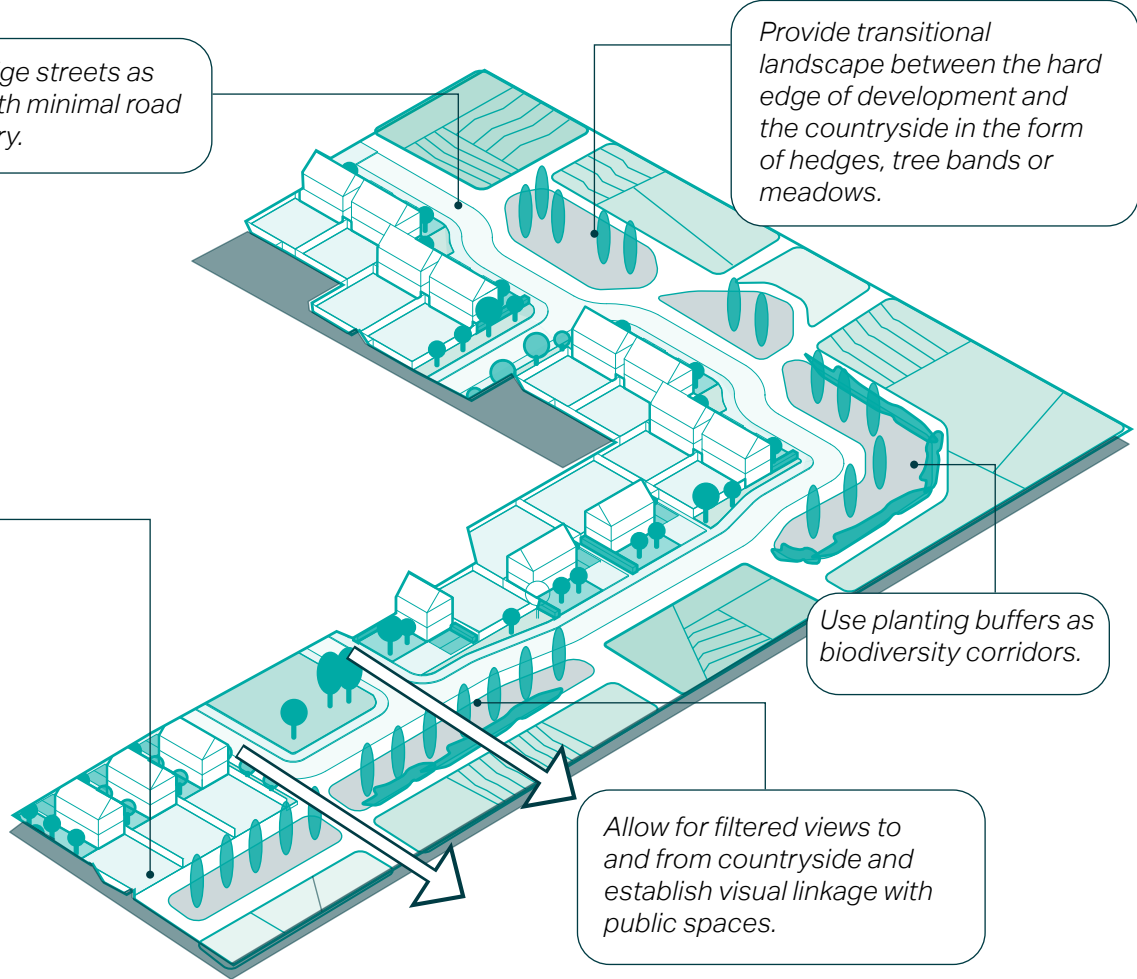 ge streets as
th minimal road
ry.
Provide transitional
landscape between the hard
edge of development and
the countryside in the form
of hedges, tree bands or
meadows.
Use planting buffers as
biodiversity corridors.
Allow for filtered views to
and from countryside and
establish visual linkage with
public spaces.